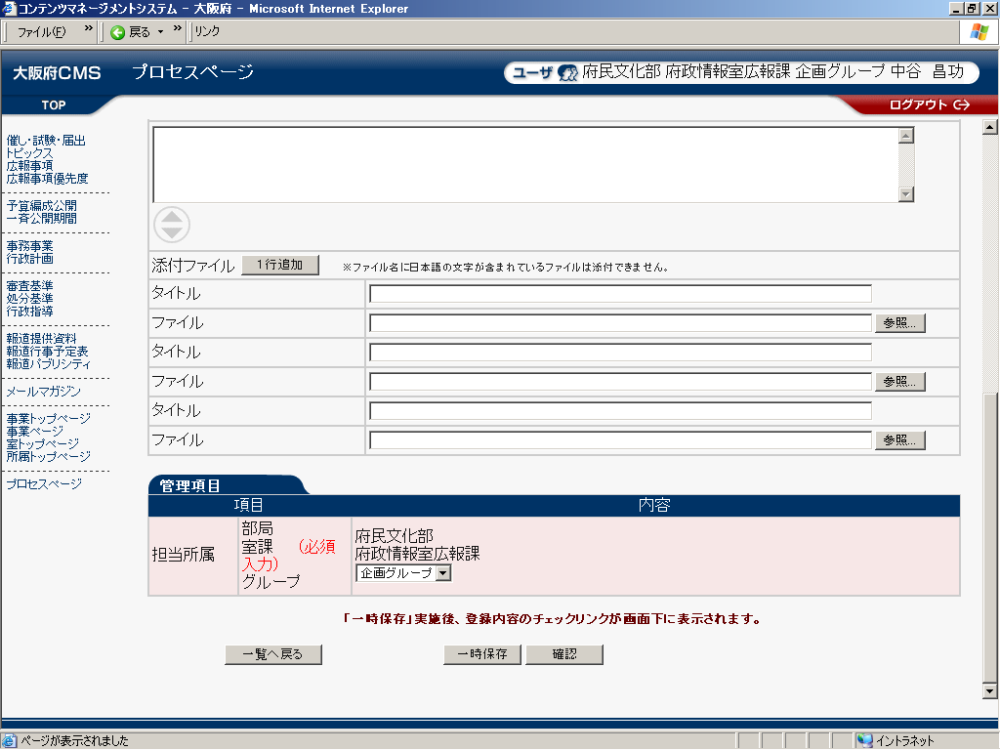 コンテンツマネージメントシステム - 大阪府 - Microsoft Internet Explorer
ファイル(F) » 戻る » リンク
大阪府CMS プロセスページ ユーザ 府民文化部 府政情報室広報課 企画グループ 中谷 昌功
TOP ログアウト
催し・試験・届出
トピックス
広報事項
広報事項優先度
予算編成公開
一斉公開期間
事務事業
行政計画
審査基準
処分基準
行政指導
報道提供資料
報道行事予定表
報道パブリシティ
メールマガジン
事業トップページ
事業ページ
室トップページ
所属トップページ
プロセスページ
添付ファイル 1行追加 ※ファイル名に日本語の文字が含まれているファイルは添付できません。
タイトル
ファイル 参照...
タイトル
ファイル 参照...
タイトル
ファイル 参照...
管理項目
項目 内容
担当所属
部局
室課 (必須
入力)
グループ
府民文化部
府政情報室広報課
企画グループ
「一時保存」実施後、登録内容のチェックリンクが画面下に表示されます。
一覧へ戻る 一時保存 確認
ページが表示されました イントラネット